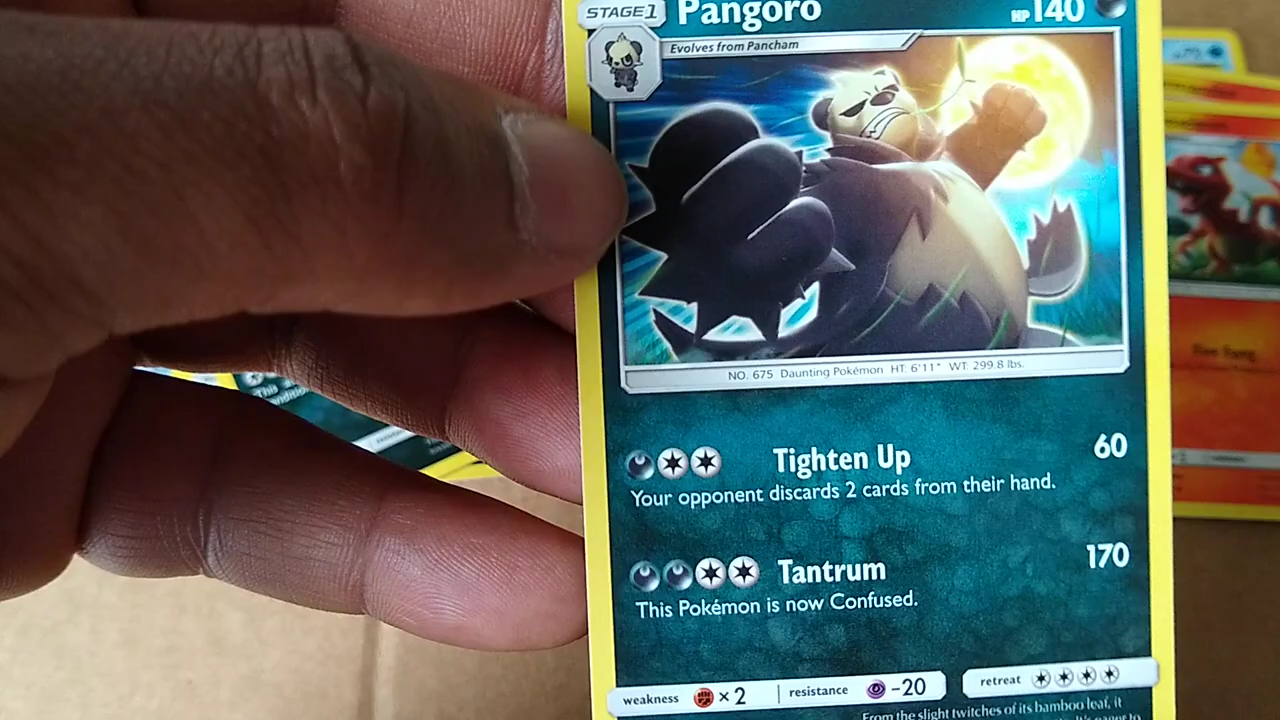 STAGE1 Pangoro HP 140
Evolves from Pancham
NO. 675 Daunting Pokémon HT: 6'11" WT: 299.8 lbs.
Tighten Up 60
Your opponent discards 2 cards from their hand.
Tantrum 170
This Pokémon is now Confused.
weakness ×2 resistance -20 retreat
From the slight twitches of its bamboo leaf, it